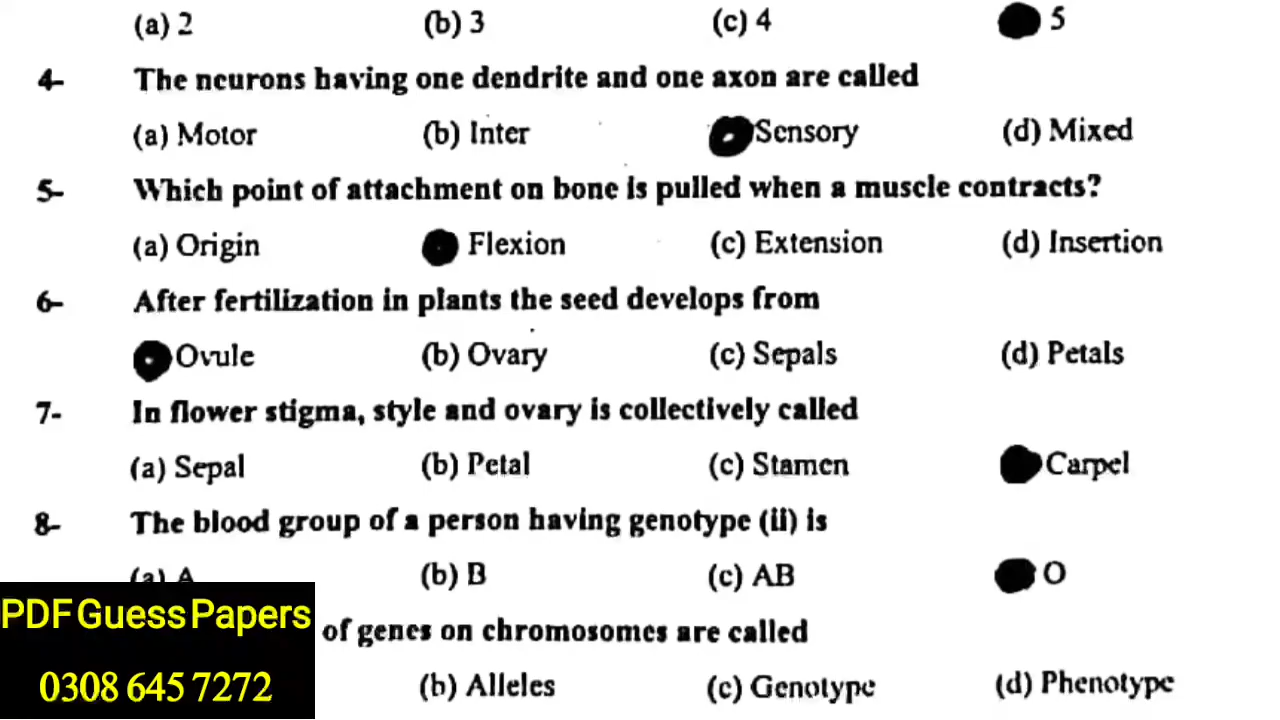 (a) 2 (b) 3 (c) 4 5
4- The neurons having one dendrite and one axon are called
(a) Motor (b) Inter Sensory (d) Mixed
5- Which point of attachment on bone is pulled when a muscle contracts?
(a) Origin Flexion (c) Extension (d) Insertion
6- After fertilization in plants the seed develops from
Ovule (b) Ovary (c) Sepals (d) Petals
7- In flower stigma, style and ovary is collectively called
(a) Sepal (b) Petal (c) Stamen Carpel
8- The blood group of a person having genotype (ii) is
(a) A (b) B (c) AB O
of genes on chromosomes are called
(b) Alleles (c) Genotype (d) Phenotype
PDF Guess Papers
0308 645 7272